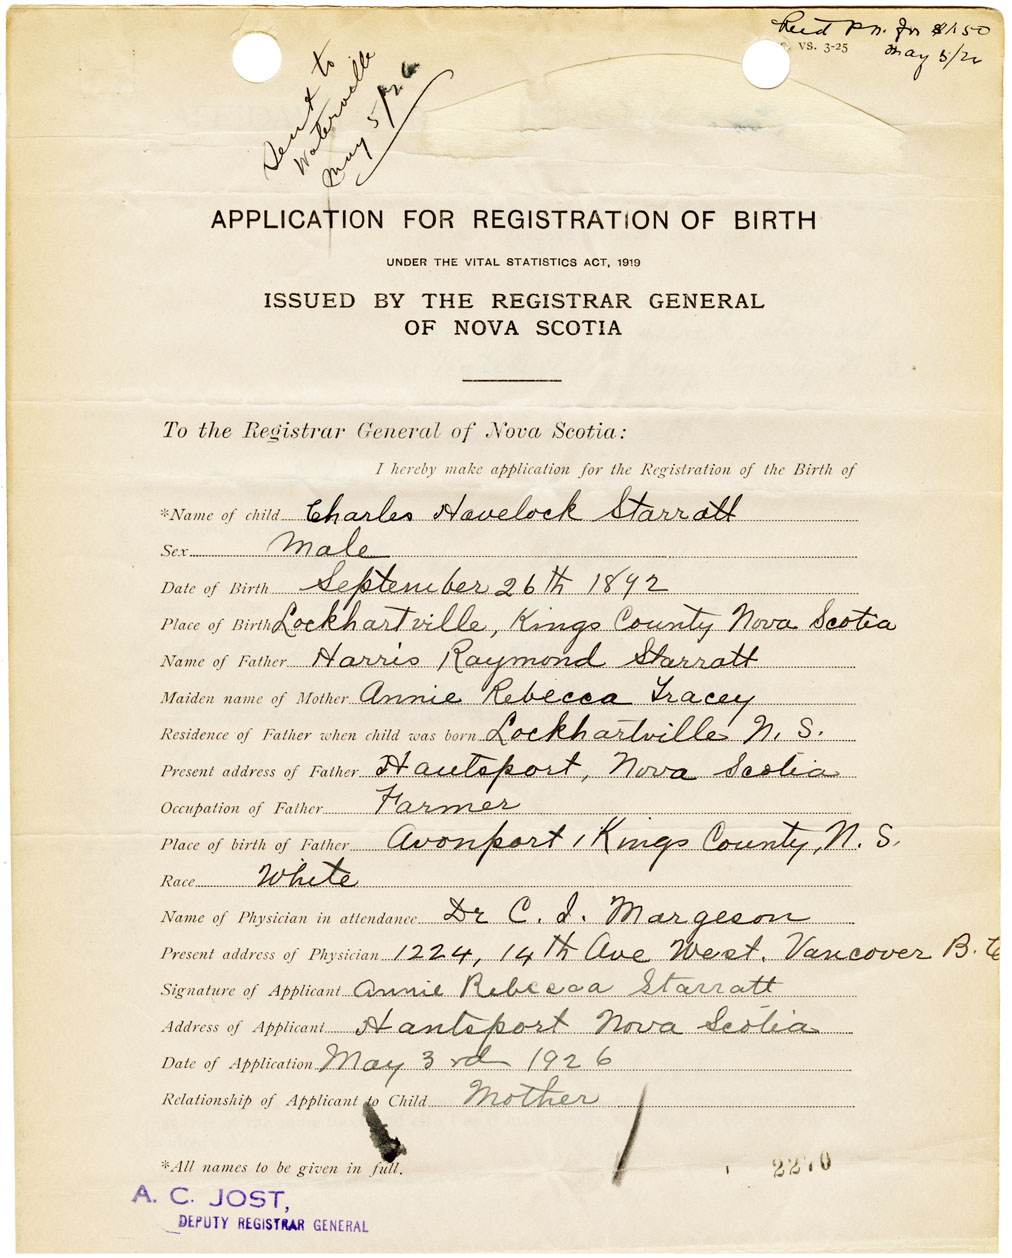 Rec'd P.N. for $1.50
May 5/26
VS. 3-25
Sent to
Waterville
May 5/26
APPLICATION FOR REGISTRATION OF BIRTH
UNDER THE VITAL STATISTICS ACT, 1919
ISSUED BY THE REGISTRAR GENERAL
OF NOVA SCOTIA
To the Registrar General of Nova Scotia:
I hereby make application for the Registration of the Birth of
*Name of child Charles Havelock Starratt
Sex Male
Date of Birth September 26th 1892
Place of Birth Lockhartville, Kings County Nova Scotia
Name of Father Harris Raymond Starratt
Maiden name of Mother Annie Rebecca Tracey
Residence of Father when child was born Lockhartville N. S.
Present address of Father Hantsport, Nova Scotia
Occupation of Father Farmer
Place of birth of Father Avonport, Kings County, N. S.
Race White
Name of Physician in attendance Dr C. I. Margeson
Present address of Physician 1224, 14th Ave West. Vancover B. C
Signature of Applicant Annie Rebecca Starratt
Address of Applicant Hantsport Nova Scotia
Date of Application May 3rd 1926
Relationship of Applicant to Child Mother
*All names to be given in full.
2270
A. C. JOST,
DEPUTY REGISTRAR GENERAL